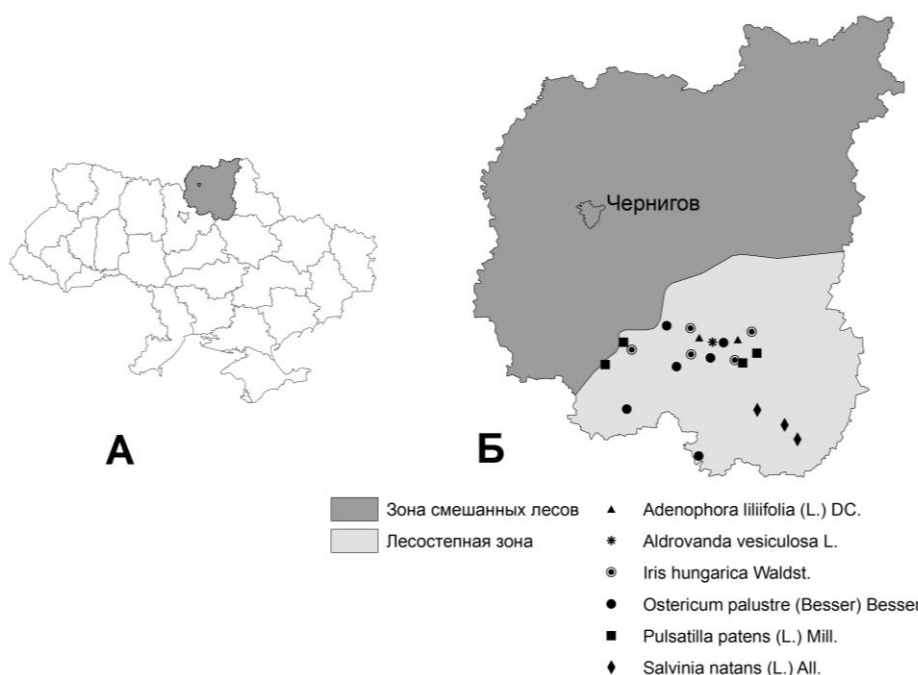 Чернигов
А
Б
Зона смешанных лесов
Лесостепная зона
Adenophora liliifolia (L.) DC.
Aldrovanda vesiculosa L.
Iris hungarica Waldst.
Ostericum palustre (Besser) Besser
Pulsatilla patens (L.) Mill.
Salvinia natans (L.) All.